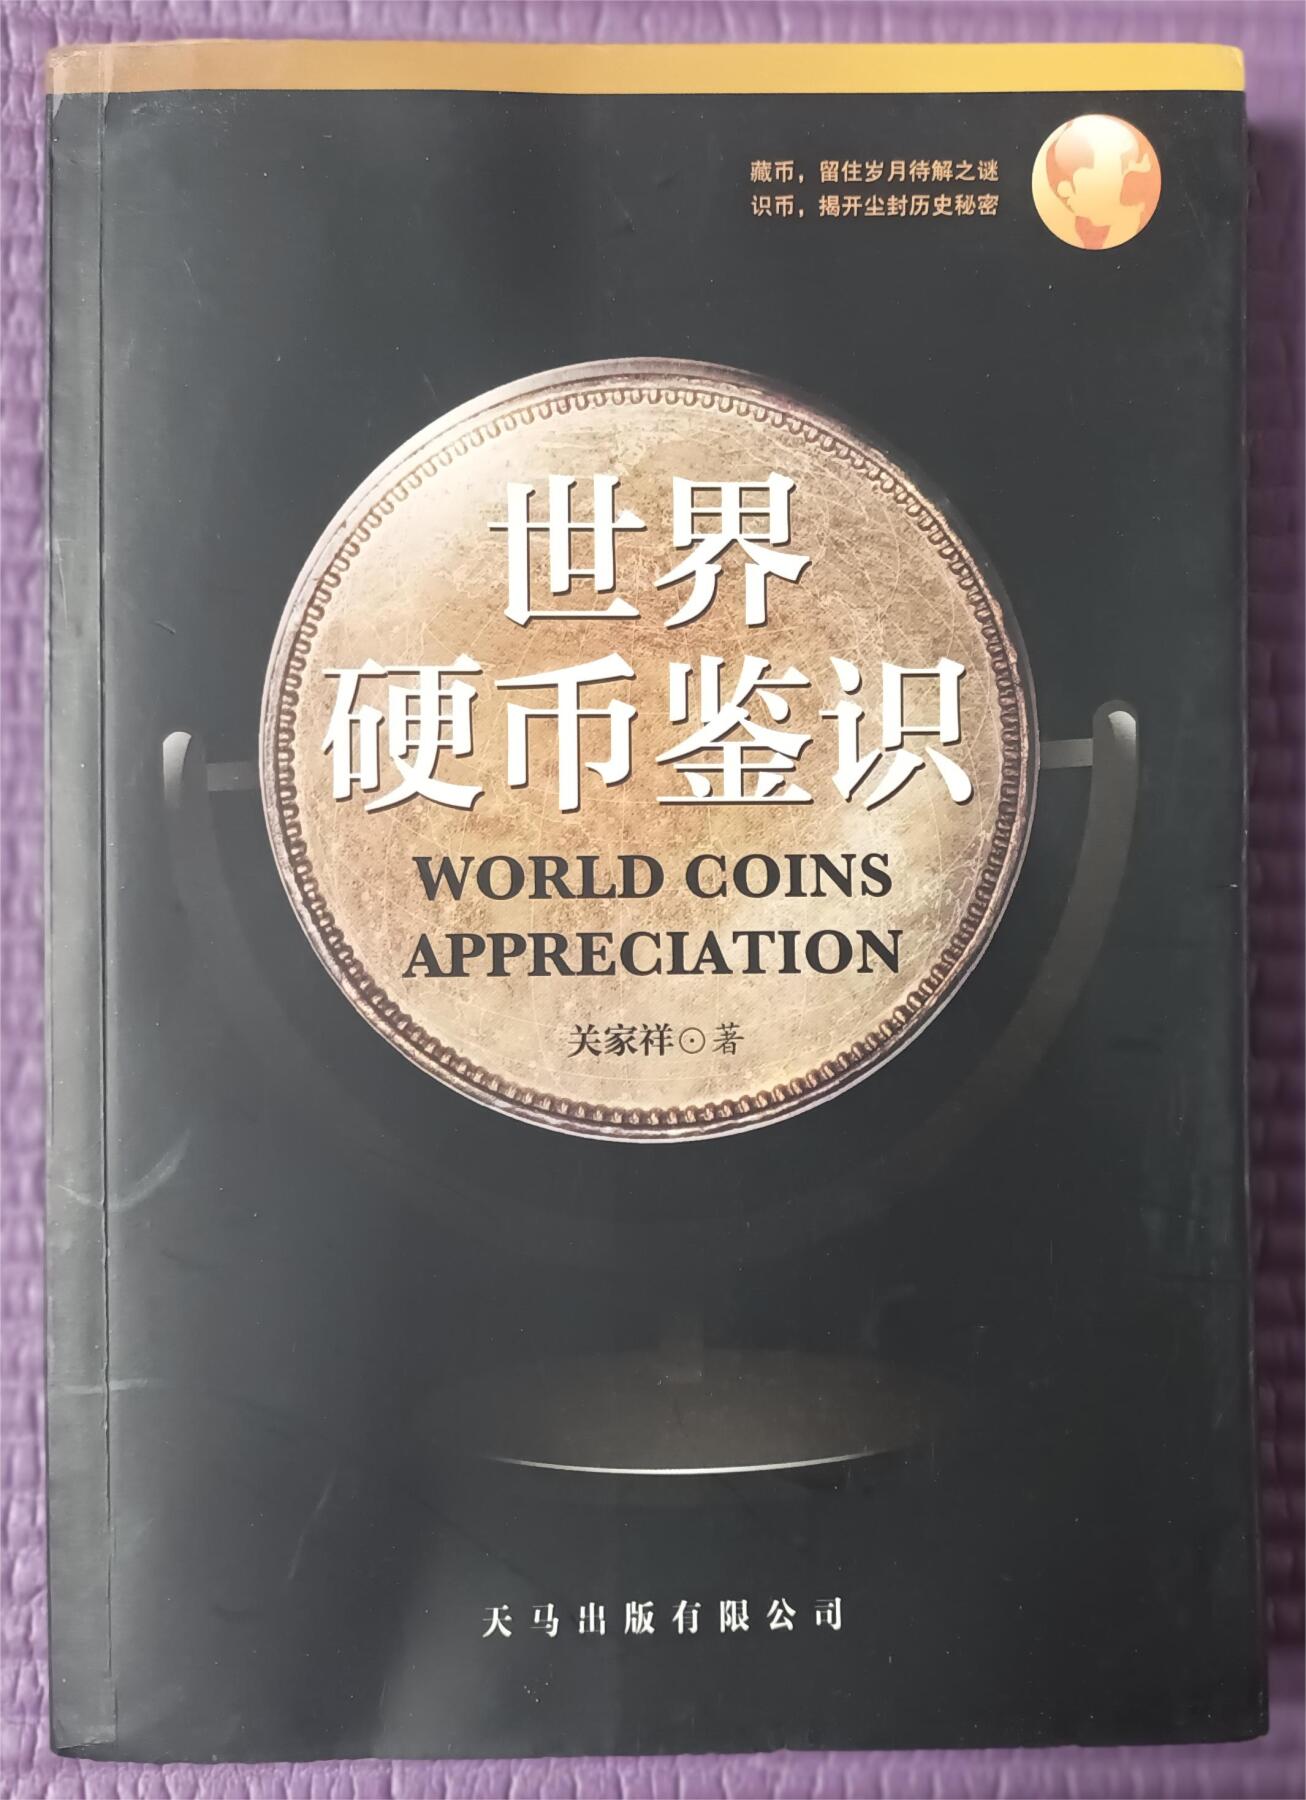 藏币，留住岁月待解之谜
识币，揭开尘封历史秘密
世界
硬币鉴识
WORLD COINS
APPRECIATION
关家祥⊙著
天马出版有限公司